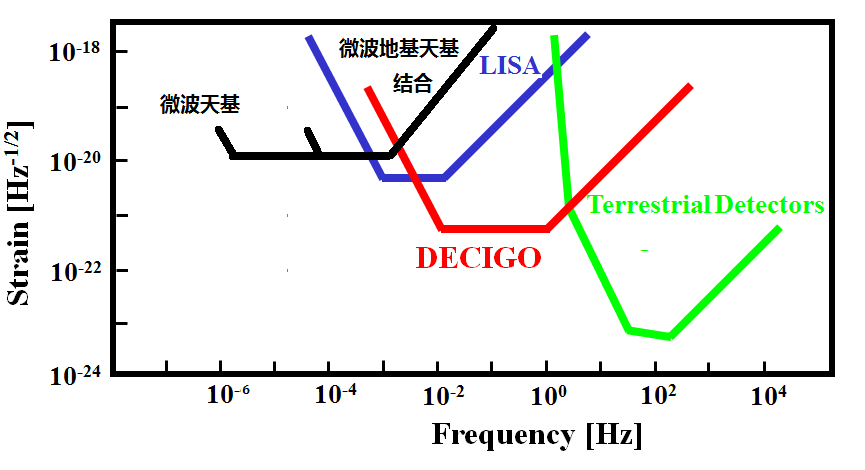 10-18
10-20
10-22
10-24
Strain [Hz-1/2]
微波地基天基
结合
微波天基
LISA
DECIGO
Terrestrial Detectors
10-6
10-4
10-2
100
102
104
Frequency [Hz]